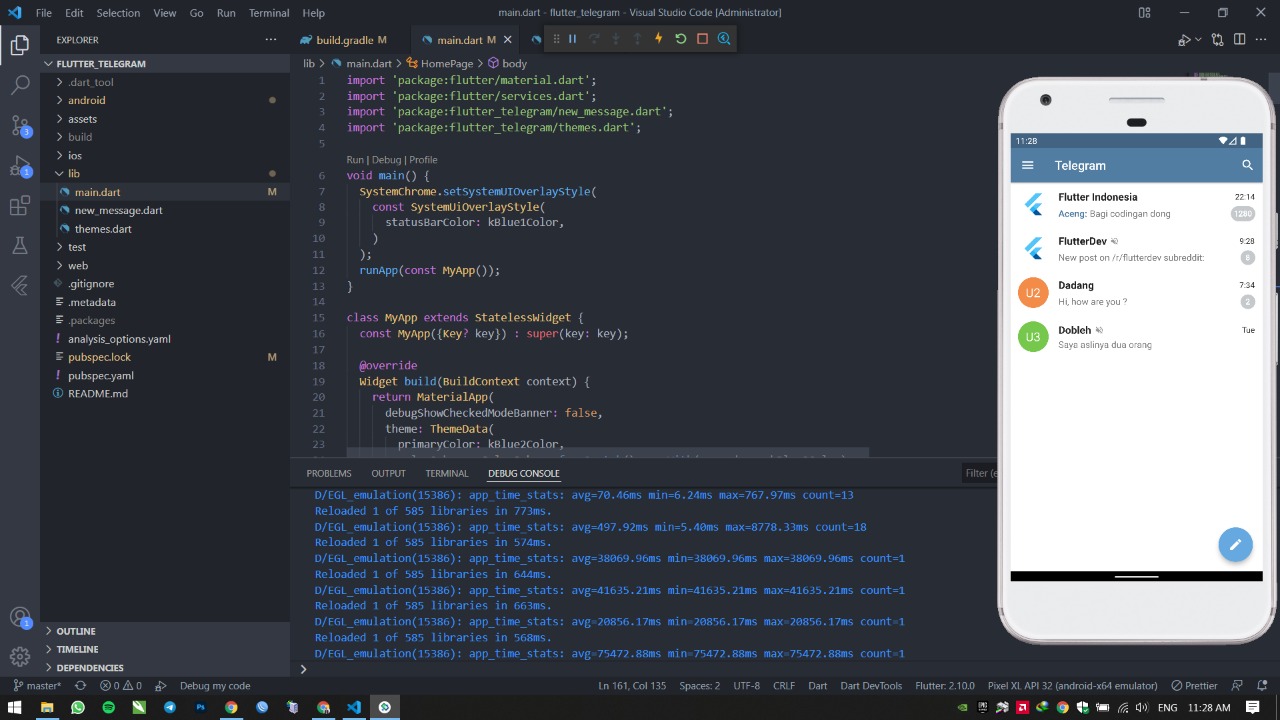 File Edit Selection View Go Run Terminal Help
main.dart - flutter_telegram - Visual Studio Code [Administrator]
EXPLORER
FLUTTER_TELEGRAM
.dart_tool
android
assets
build
ios
lib
main.dart M
new_message.dart
themes.dart
test
web
.gitignore
.metadata
.packages
analysis_options.yaml
pubspec.lock M
pubspec.yaml
README.md
OUTLINE
TIMELINE
DEPENDENCIES
3
1
1
build.gradle M
main.dart M
lib > main.dart > HomePage > body
1 import 'package:flutter/material.dart';
2 import 'package:flutter/services.dart';
3 import 'package:flutter_telegram/new_message.dart';
4 import 'package:flutter_telegram/themes.dart';
5
Run | Debug | Profile
6 void main() {
7 SystemChrome.setSystemUIOverlayStyle(
8 const SystemUiOverlayStyle(
9 statusBarColor: kBlue1Color,
10 )
11 );
12 runApp(const MyApp());
13 }
14
15 class MyApp extends StatelessWidget {
16 const MyApp({Key? key}) : super(key: key);
17
18 @override
19 Widget build(BuildContext context) {
20 return MaterialApp(
21 debugShowCheckedModeBanner: false,
22 theme: ThemeData(
23 primaryColor: kBlue2Color,
PROBLEMS OUTPUT TERMINAL DEBUG CONSOLE
Filter (e
D/EGL_emulation(15386): app_time_stats: avg=70.46ms min=6.24ms max=767.97ms count=13
Reloaded 1 of 585 libraries in 773ms.
D/EGL_emulation(15386): app_time_stats: avg=497.92ms min=5.40ms max=8778.33ms count=18
Reloaded 1 of 585 libraries in 574ms.
D/EGL_emulation(15386): app_time_stats: avg=38069.96ms min=38069.96ms max=38069.96ms count=1
Reloaded 1 of 585 libraries in 644ms.
D/EGL_emulation(15386): app_time_stats: avg=41635.21ms min=41635.21ms max=41635.21ms count=1
Reloaded 1 of 585 libraries in 663ms.
D/EGL_emulation(15386): app_time_stats: avg=20856.17ms min=20856.17ms max=20856.17ms count=1
Reloaded 1 of 585 libraries in 568ms.
D/EGL_emulation(15386): app_time_stats: avg=75472.88ms min=75472.88ms max=75472.88ms count=1
11:28
Telegram
Flutter Indonesia 22:14
Aceng: Bagi codingan dong 1280
FlutterDev 9:28
New post on /r/flutterdev subreddit: 8
U2
Dadang 7:34
Hi, how are you ? 2
U3
Dobleh Tue
Saya aslinya dua orang
master* 0 0 Debug my code
Ln 161, Col 135 Spaces: 2 UTF-8 CRLF Dart Dart DevTools Flutter: 2.10.0 Pixel XL API 32 (android-x64 emulator) Prettier
ENG 11:28 AM